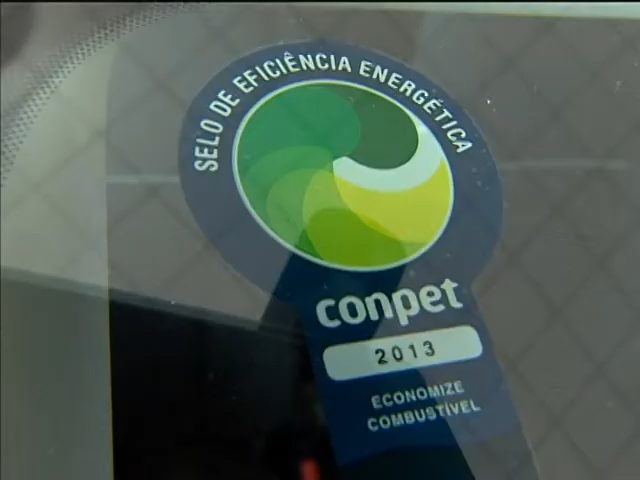 SELO DE EFICIÊNCIA ENERGÉTICA
conpet
2013
ECONOMIZE
COMBUSTÍVEL